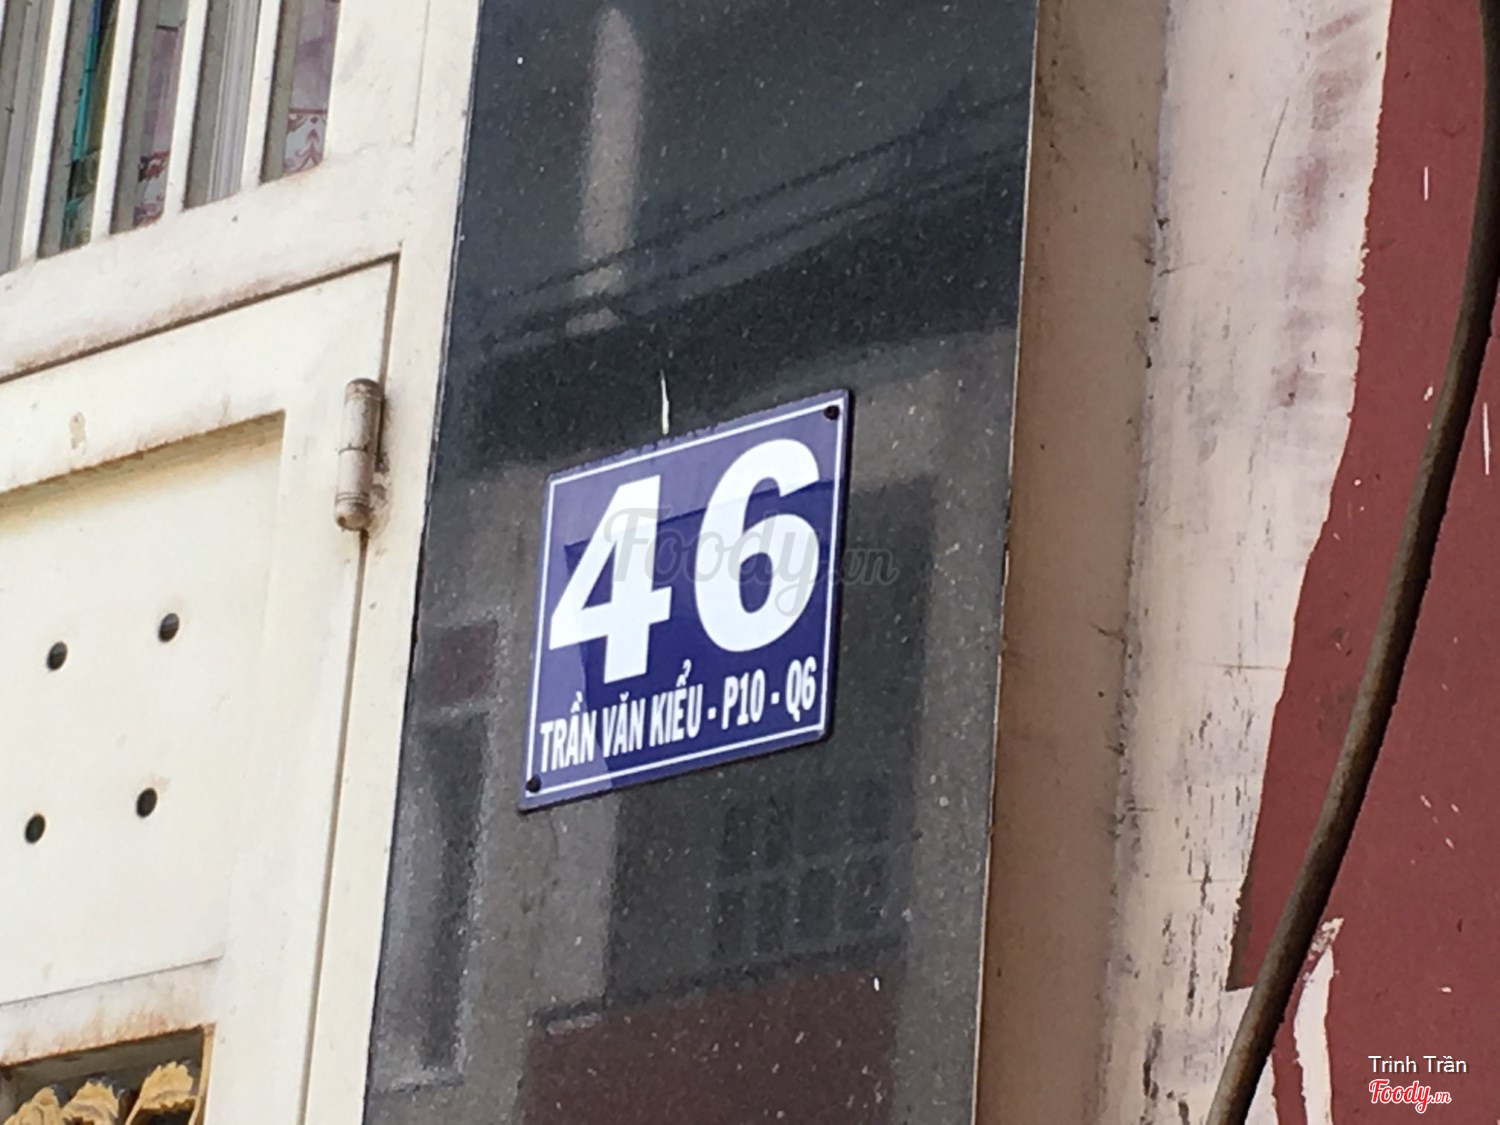 46
TRẦN VĂN KIỂU - P10 - Q6
Foody.vn
Trinh Trần
Foody.vn